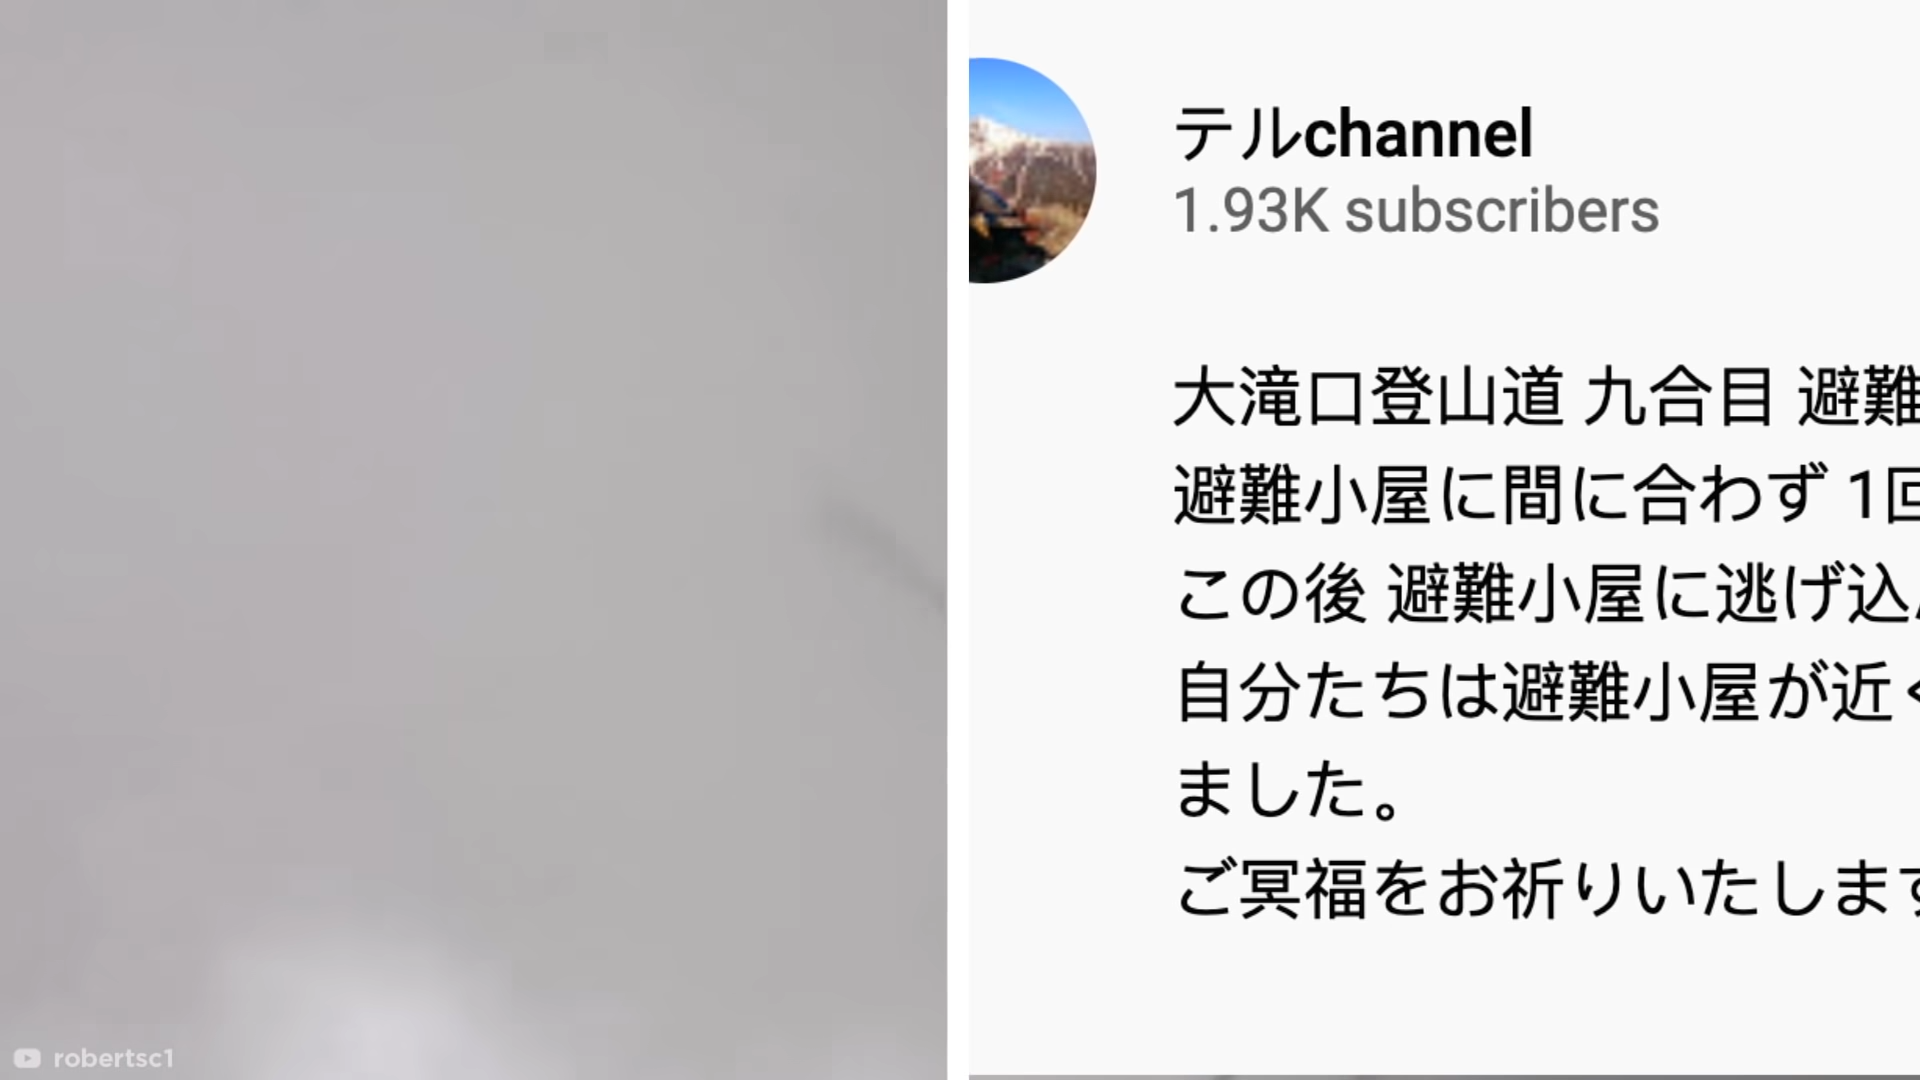 テルchannel
1.93K subscribers
大滝口登山道 九合目 避難
避難小屋に間に合わず 1回
この後 避難小屋に逃げ込
自分たちは避難小屋が近く
ました。
ご冥福をお祈りいたします
robertsc1